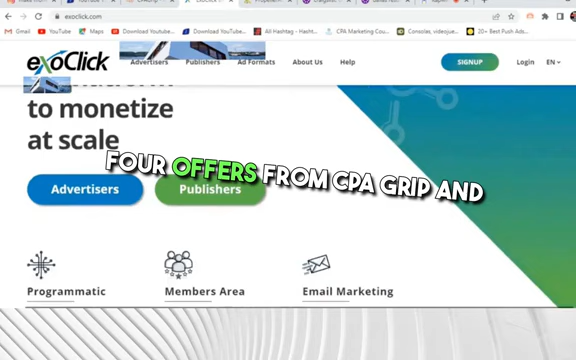 YouTube
exoclick.com
Gmail
YouTube
Maps
Download Youtube...
Download Youtube...
All Hashtag - Hasht...
CPA Marketing Cou...
Consolas, videojue...
20+ Best Push Ads...
exoClick
Advertisers
Publishers
Ad Formats
About Us
Help
SIGNUP
Login
EN
to monetize
at scale
FOUR OFFERS FROM CPA GRIP AND
Advertisers
Publishers
Programmatic
Members Area
Email Marketing